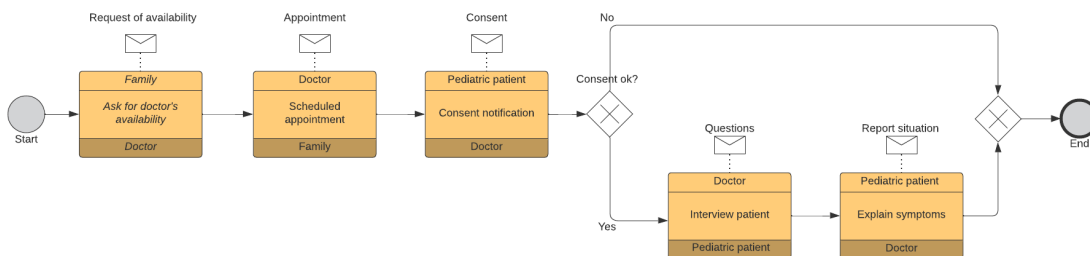 Request of availability
Appointment
Consent
No
Family
Ask for doctor's
availability
Doctor
Doctor
Scheduled
appointment
Family
Pediatric patient
Consent notification
Doctor
Consent ok?
Start
End
Questions
Report situation
Doctor
Interview patient
Pediatric patient
Pediatric patient
Explain symptoms
Doctor
Yes